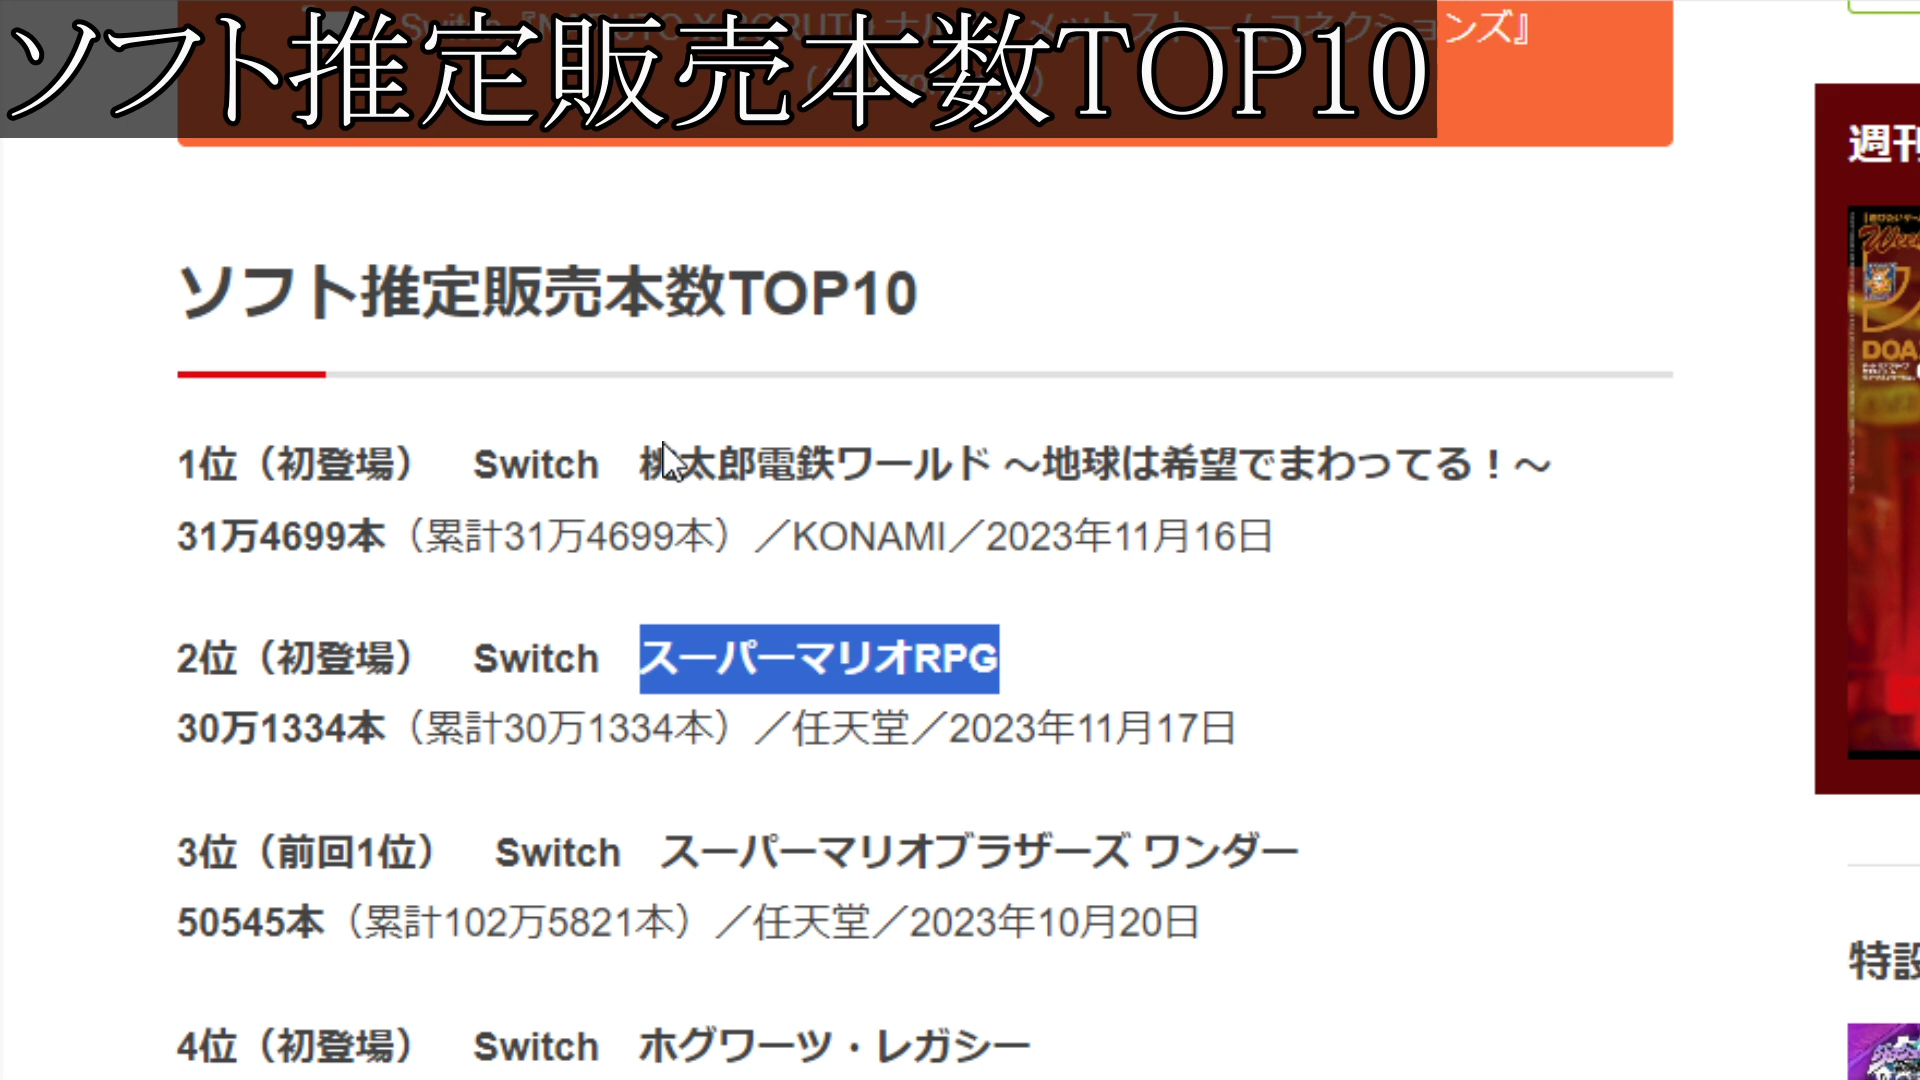 ソフト推定販売本数TOP10
ンズ』
週刊
ソフト推定販売本数TOP10
1位（初登場）　Switch　桃太郎電鉄ワールド ～地球は希望でまわってる！～
31万4699本（累計31万4699本）／KONAMI／2023年11月16日
2位（初登場）　Switch　スーパーマリオRPG
30万1334本（累計30万1334本）／任天堂／2023年11月17日
3位（前回1位）　Switch　スーパーマリオブラザーズ ワンダー
50545本（累計102万5821本）／任天堂／2023年10月20日
4位（初登場）　Switch　ホグワーツ・レガシー
DOA
特設